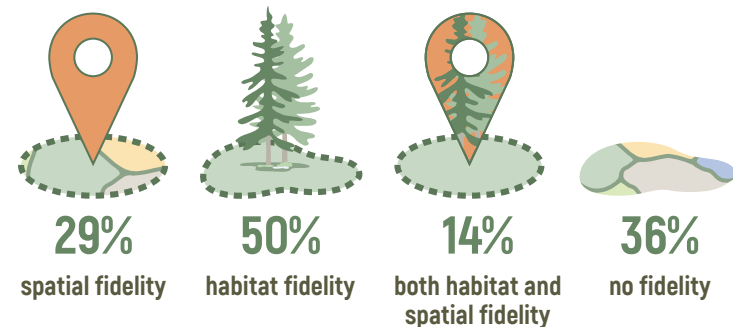 29%
spatial fidelity
50%
habitat fidelity
14%
both habitat and
spatial fidelity
36%
no fidelity